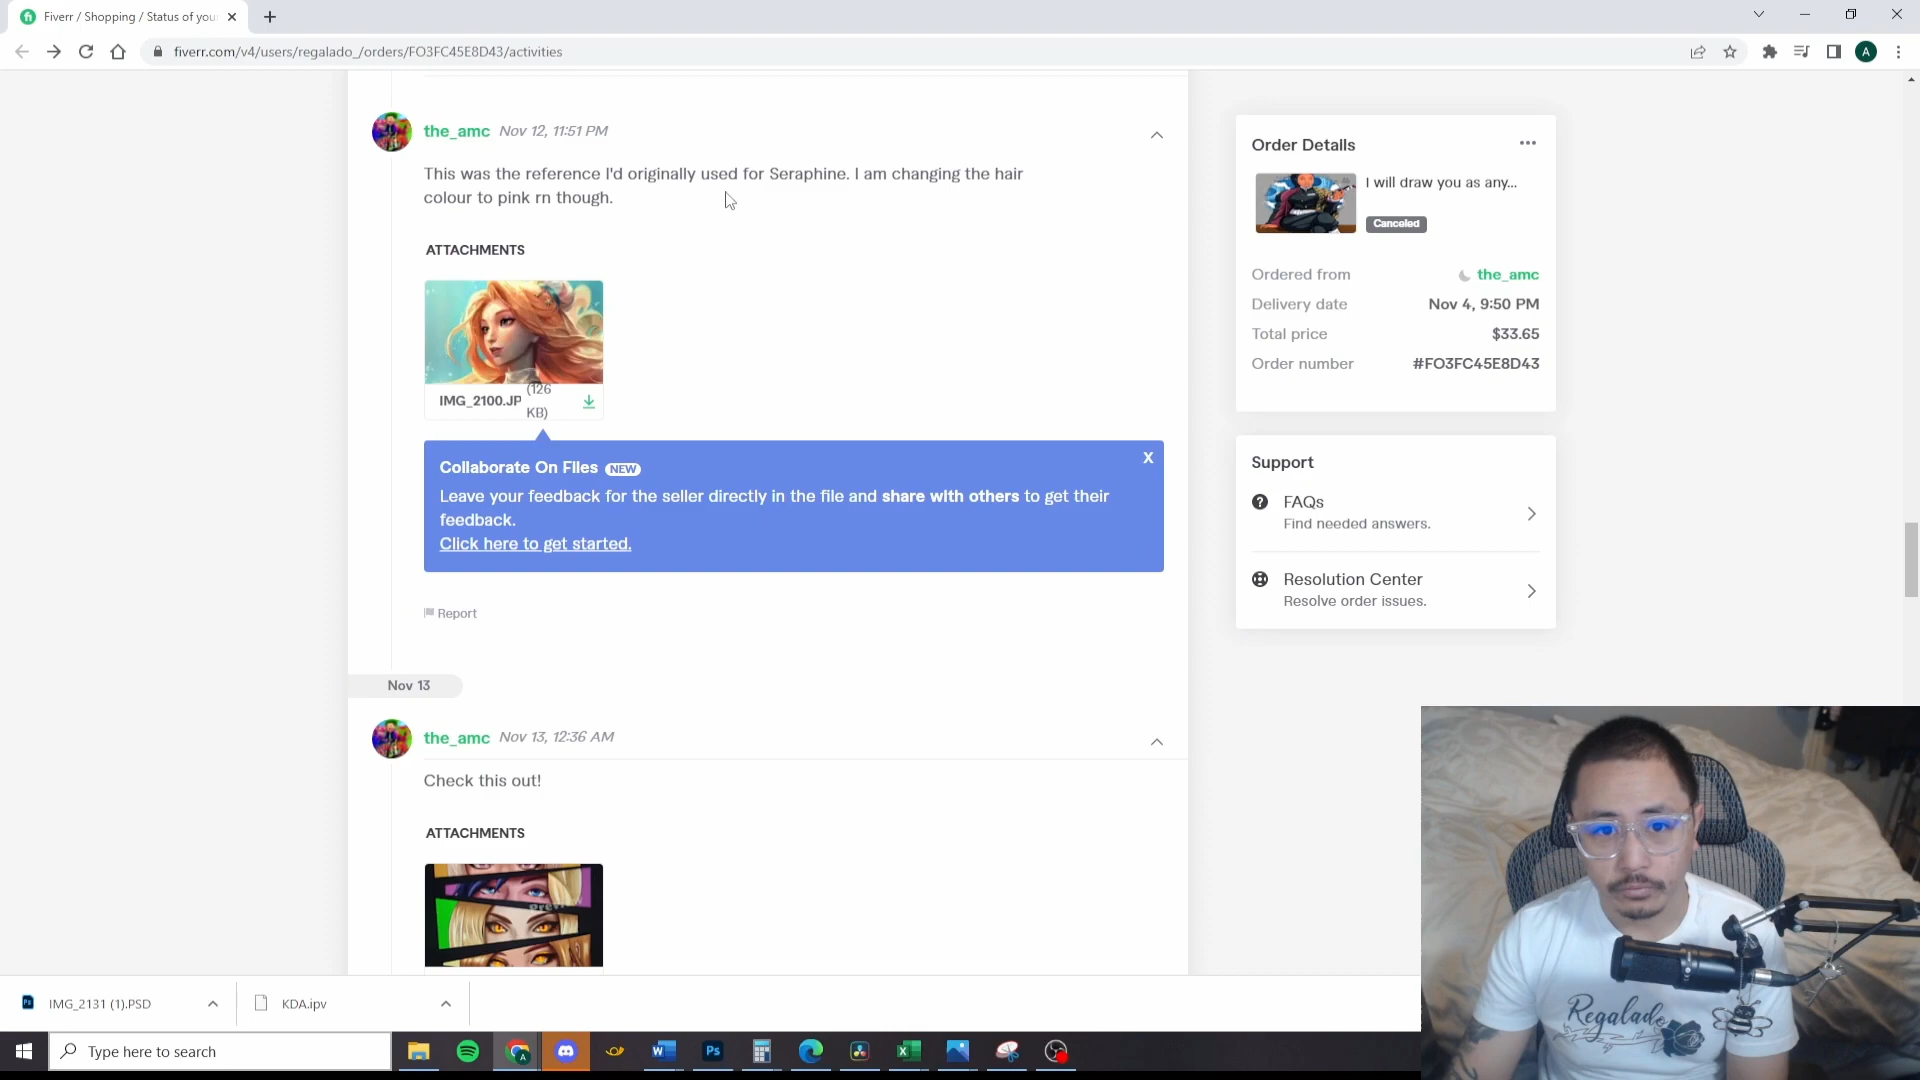 Fiverr / Shopping / Status of you
fiverr.com/v4/users/regalado_/orders/FO3FC45E8D43/activities
A
the_amc Nov 12, 11:51 PM
This was the reference I'd originally used for Seraphine. I am changing the hair
colour to pink rn though.
ATTACHMENTS
IMG_2100.JP
(126
KB)
Collaborate On Files NEW
X
Leave your feedback for the seller directly in the file and share with others to get their
feedback.
Click here to get started.
Report
Nov 13
the_amc Nov 13, 12:36 AM
Check this out!
ATTACHMENTS
Order Details
I will draw you as any...
Canceled
Ordered from the_amc
Delivery date Nov 4, 9:50 PM
Total price $33.65
Order number #FO3FC45E8D43
Support
FAQs
Find needed answers.
Resolution Center
Resolve order issues.
Regalado
IMG_2131 (1).PSD
KDA.ipv
Type here to search